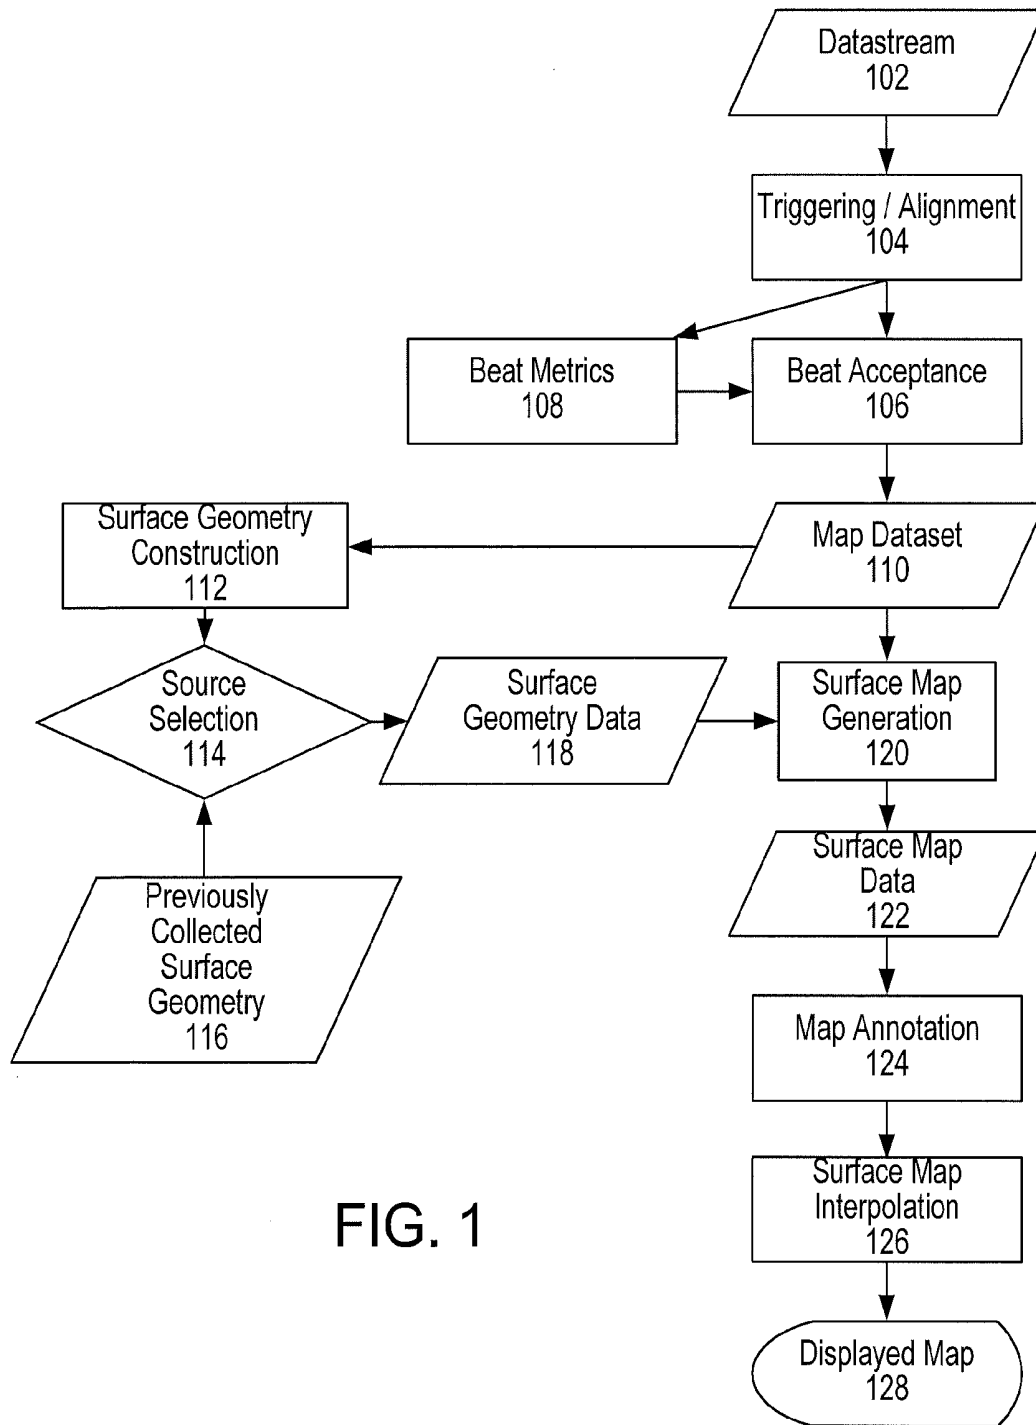 Datastream
102
Triggering / Alignment
104
Beat Metrics
108
Beat Acceptance
106
Surface Geometry
Construction
112
Map Dataset
110
Source
Selection
114
Surface
Geometry Data
118
Surface Map
Generation
120
Previously
Collected
Surface
Geometry
116
Surface Map
Data
122
Map Annotation
124
Surface Map
Interpolation
126
FIG. 1
Displayed Map
128